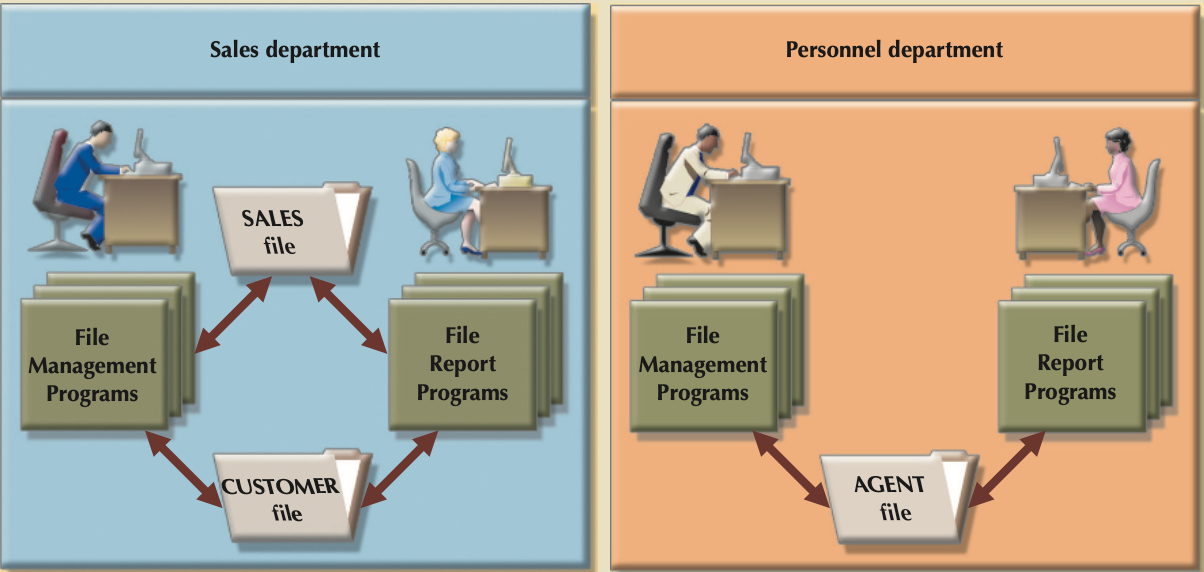 Sales department
SALES
file
File
Management
Programs
File
Report
Programs
CUSTOMER
file
Personnel department
File
Management
Programs
File
Report
Programs
AGENT
file